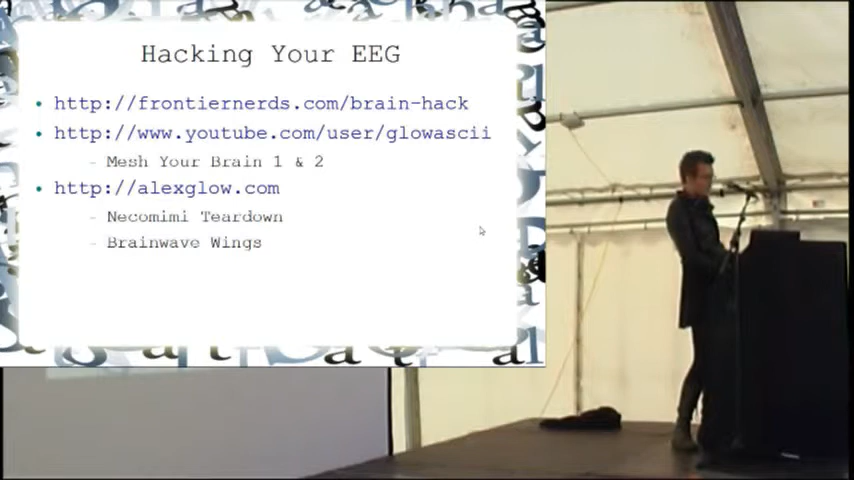 Hacking Your EEG
http://frontiernerds.com/brain-hack
http://www.youtube.com/user/glowascii
Mesh Your Brain 1 & 2
http://alexglow.com
Necomimi Teardown
Brainwave Wings